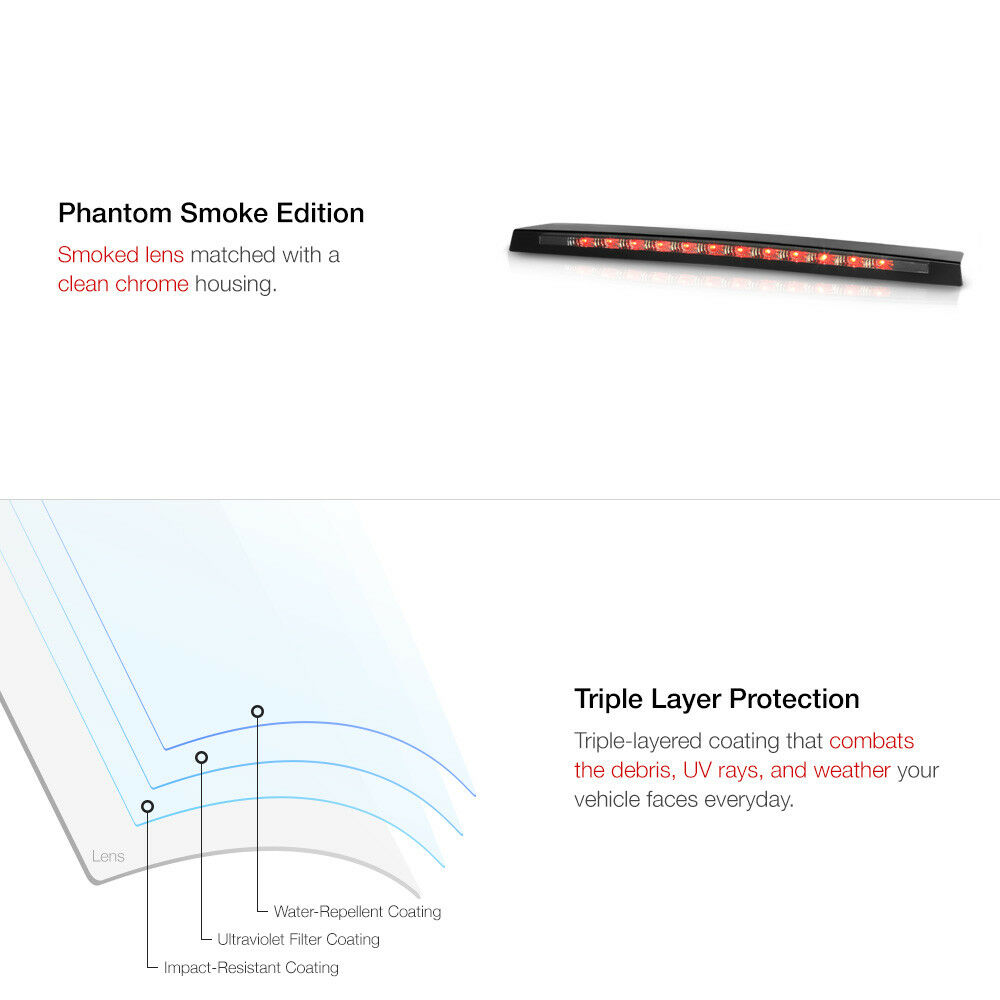 Phantom Smoke Edition
Smoked lens matched with a
clean chrome housing.
Triple Layer Protection
Triple-layered coating that combats
the debris, UV rays, and weather your
vehicle faces everyday.
Lens
Water-Repellent Coating
Ultraviolet Filter Coating
Impact-Resistant Coating